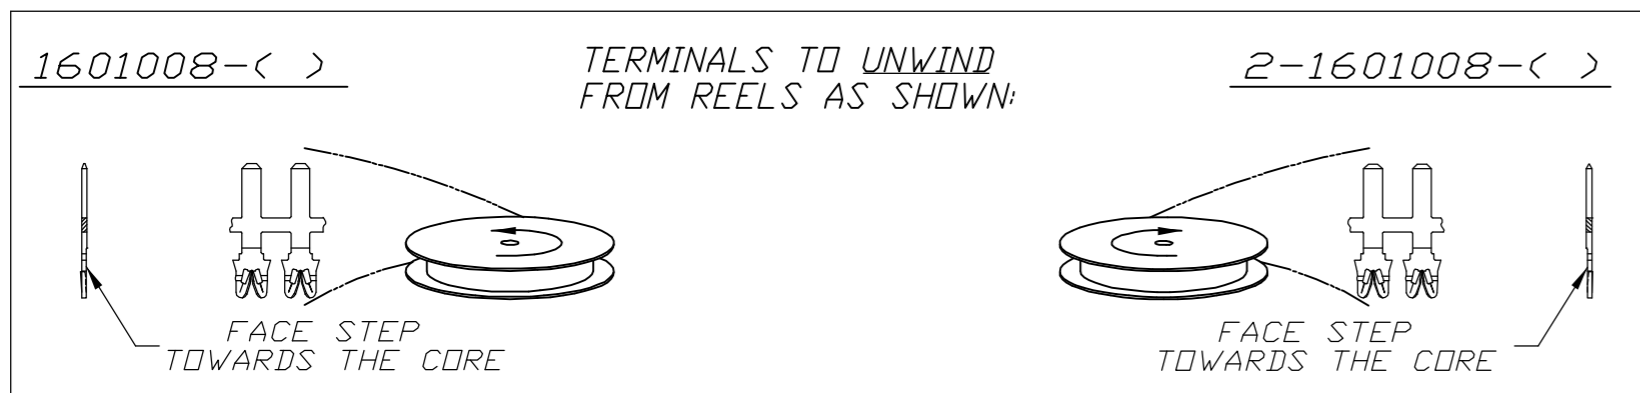 1601008-( )
TERMINALS TO UNWIND
FROM REELS AS SHOWN:
2-1601008-( )
FACE STEP
TOWARDS THE CORE
FACE STEP
TOWARDS THE CORE